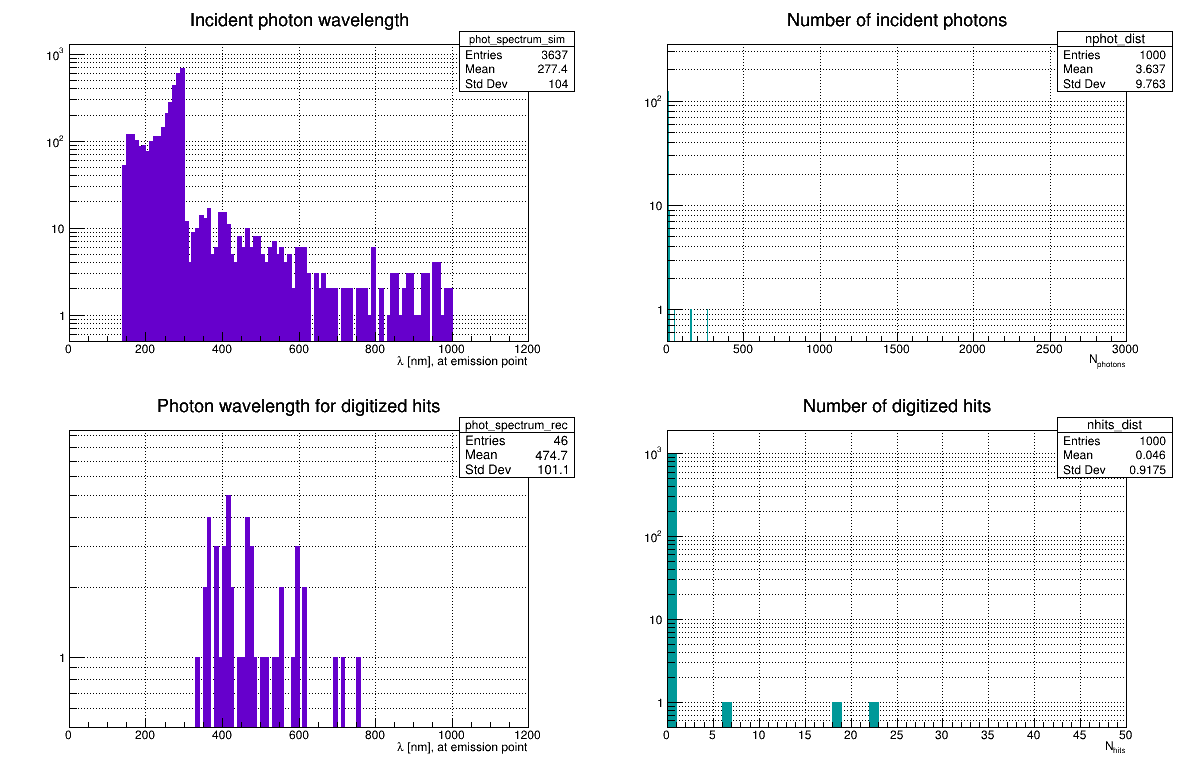 Incident photon wavelength
phot_spectrum_sim
Entries 3637
Mean 277.4
Std Dev 104
10³
10²
10
1
0 200 400 600 800 1000 1200
λ [nm], at emission point
Number of incident photons
nphot_dist
Entries 1000
Mean 3.637
Std Dev 9.763
10²
10
1
0 500 1000 1500 2000 2500 3000
N_photons
Photon wavelength for digitized hits
phot_spectrum_rec
Entries 46
Mean 474.7
Std Dev 101.1
1
0 200 400 600 800 1000 1200
λ [nm], at emission point
Number of digitized hits
nhits_dist
Entries 1000
Mean 0.046
Std Dev 0.9175
10³
10²
10
1
0 5 10 15 20 25 30 35 40 45 50
N_hits